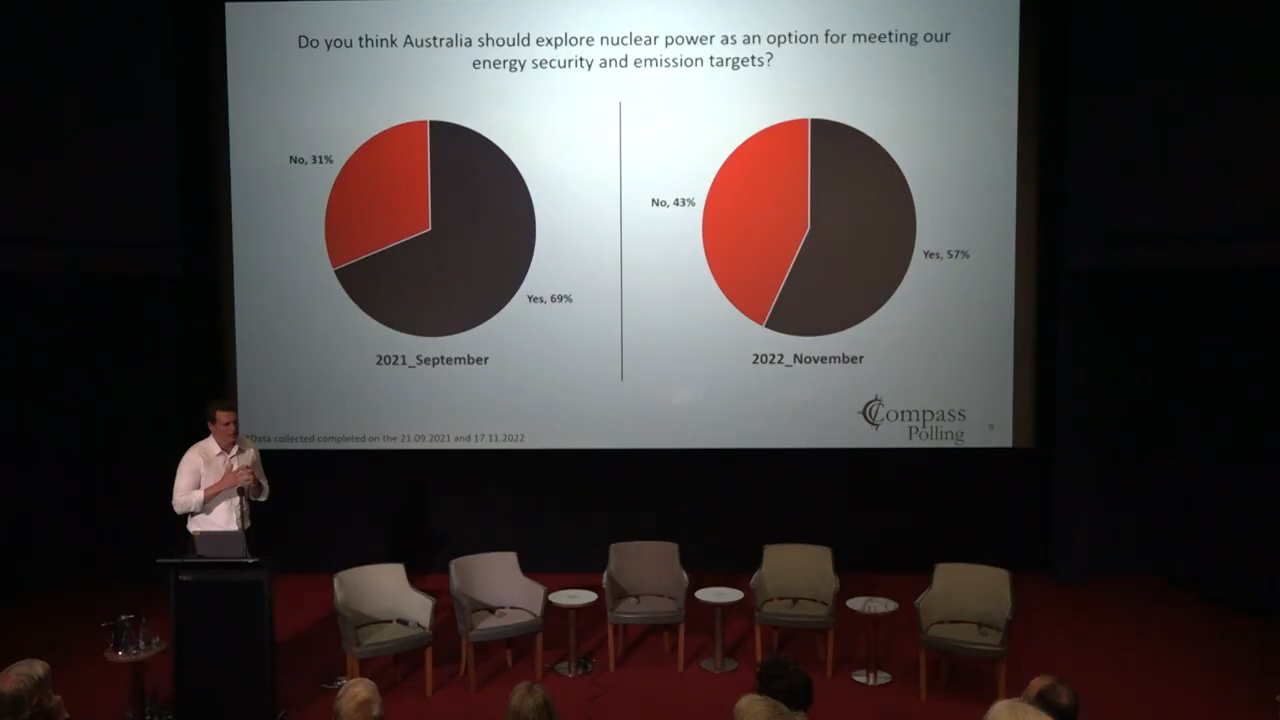 Do you think Australia should explore nuclear power as an option for meeting our
energy security and emission targets?
No, 31%
Yes, 69%
2021_September
No, 43%
Yes, 57%
2022_November
*Data collected completed on the 21.09.2021 and 17.11.2022
Compass
Polling
9